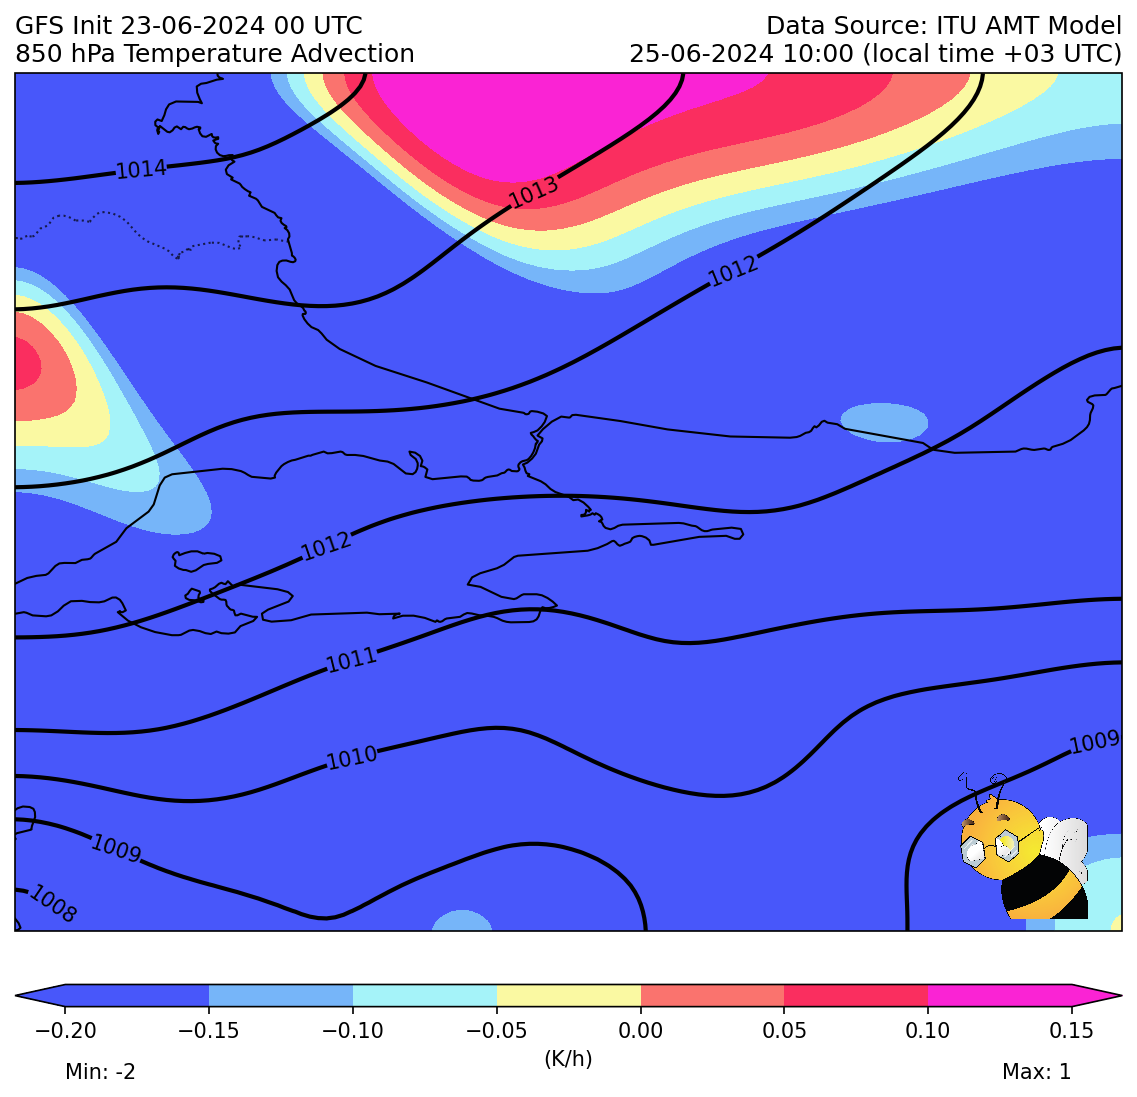 GFS Init 23-06-2024 00 UTC
Data Source: ITU AMT Model
850 hPa Temperature Advection
25-06-2024 10:00 (local time +03 UTC)
1014
1013
1012
1012
1011
1010
1009
1009
1008
−0.20 −0.15 −0.10 −0.05 0.00 0.05 0.10 0.15
(K/h)
Min: -2
Max: 1